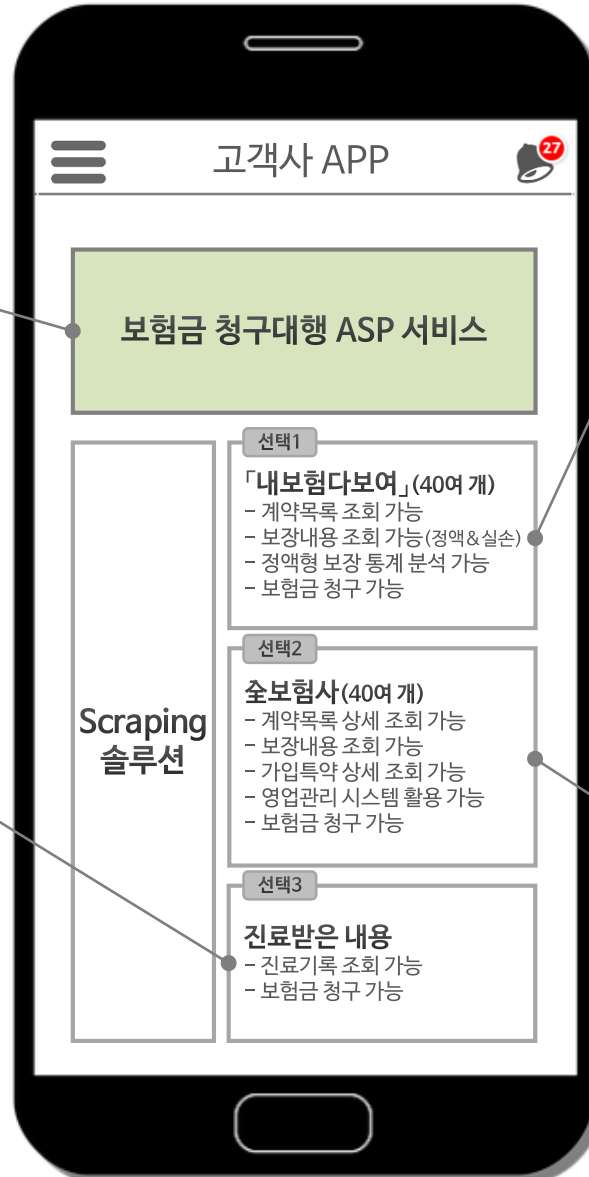 고객사 APP
27
보험금 청구대행 ASP 서비스
Scraping
솔루션
선택1
「내보험다보여」(40여 개)
- 계약목록 조회 가능
- 보장내용 조회 가능(정액&실손)
- 정액형 보장 통계 분석 가능
- 보험금 청구 가능
선택2
全보험사(40여 개)
- 계약목록 상세 조회 가능
- 보장내용 조회 가능
- 가입특약 상세 조회 가능
- 영업관리 시스템 활용 가능
- 보험금 청구 가능
선택3
진료받은 내용
- 진료기록 조회 가능
- 보험금 청구 가능